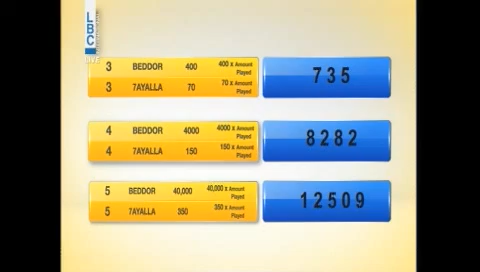 LBC
LIVE
3 BEDDOR 400 400 x Amount Played
3 7AYALLA 70 70 x Amount Played
735
4 BEDDOR 4000 4000 x Amount Played
4 7AYALLA 150 150 x Amount Played
8282
5 BEDDOR 40,000 40,000 x Amount Played
5 7AYALLA 350 350 x Amount Played
12509